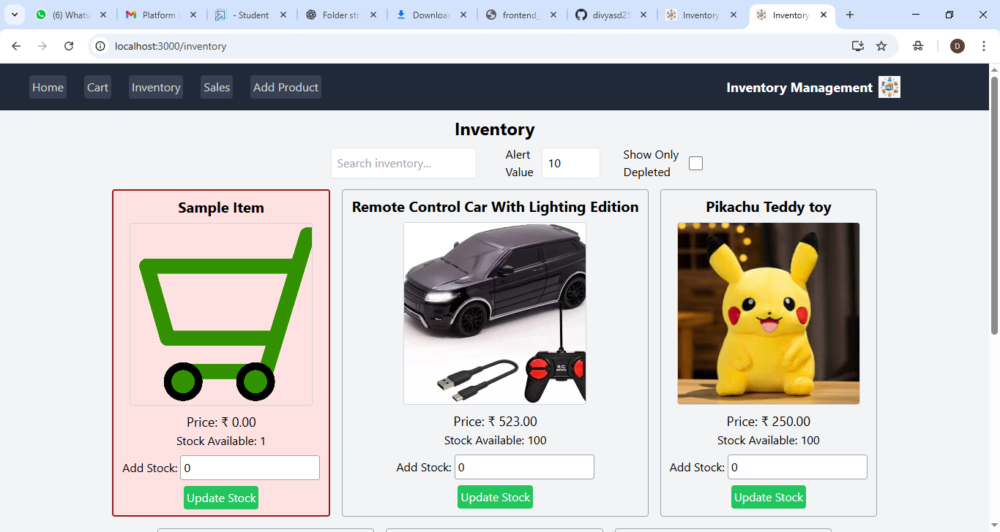 (6) Whats
Platform L
- Student
Folder str
Downloac
frontend_
divyasd25
Inventory
Inventory
localhost:3000/inventory
D
Home
Cart
Inventory
Sales
Add Product
Inventory Management
Inventory
Search inventory...
Alert
Value
10
Show Only
Depleted
Sample Item
Price: ₹ 0.00
Stock Available: 1
Add Stock: 0
Update Stock
Remote Control Car With Lighting Edition
R/C
Price: ₹ 523.00
Stock Available: 100
Add Stock: 0
Update Stock
Pikachu Teddy toy
Price: ₹ 250.00
Stock Available: 100
Add Stock: 0
Update Stock